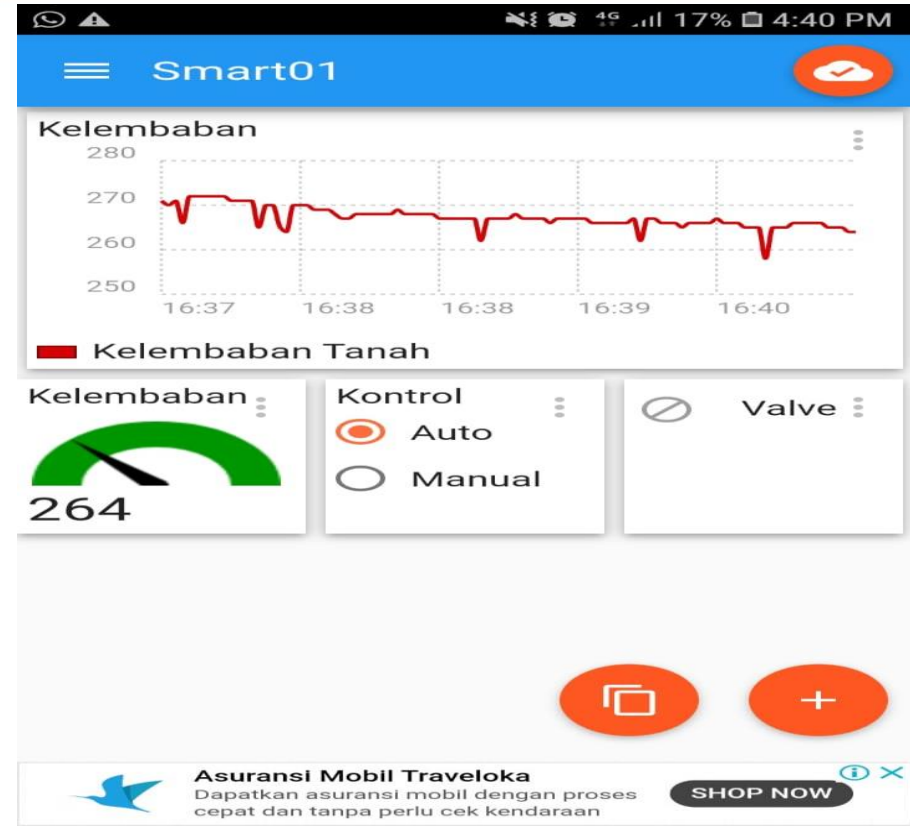 4G 17% 4:40 PM
Smart01
Kelembaban
280
270
260
250
16:37 16:38 16:38 16:39 16:40
Kelembaban Tanah
Kelembaban
264
Kontrol
Auto
Manual
Valve
Asuransi Mobil Traveloka
Dapatkan asuransi mobil dengan proses
cepat dan tanpa perlu cek kendaraan
SHOP NOW